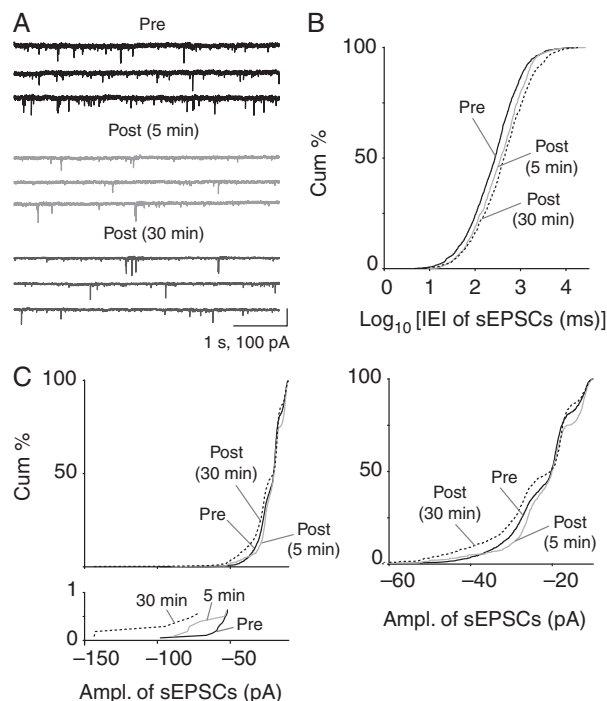 A
Pre
Post (5 min)
Post (30 min)
1 s, 100 pA
B
100
50
0
Cum %
Pre
Post
(5 min)
Post
(30 min)
0 1 2 3 4
Log10 [IEI of sEPSCs (ms)]
C
100
50
Cum %
Post
(30 min)
Pre
Post
(5 min)
1
0
30 min
5 min
Pre
−150 −100 −50
Ampl. of sEPSCs (pA)
100
50
0
Post
(30 min)
Pre
Post
(5 min)
−60 −40 −20
Ampl. of sEPSCs (pA)